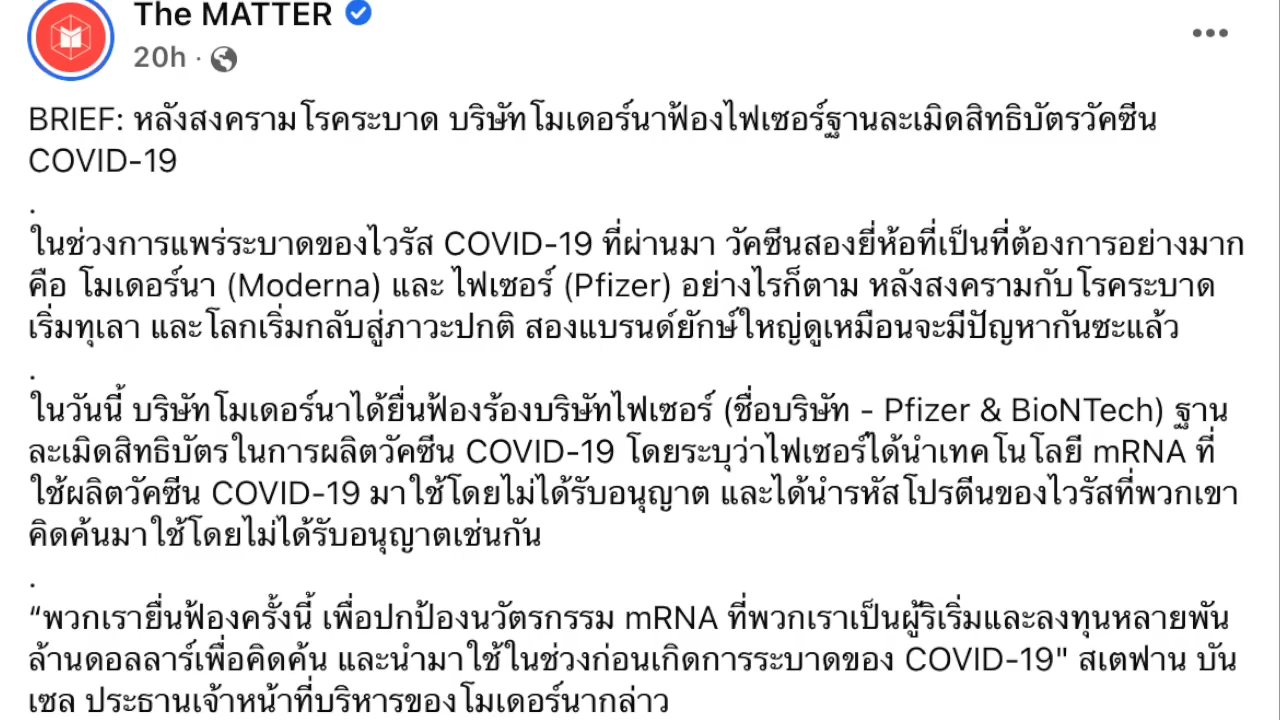 The MATTER
20h ·
BRIEF: หลังสงครามโรคระบาด บริษัทโมเดอร์นาฟ้องไฟเซอร์ฐานละเมิดสิทธิบัตรวัคซีน
COVID-19
.
ในช่วงการแพร่ระบาดของไวรัส COVID-19 ที่ผ่านมา วัคซีนสองยี่ห้อที่เป็นที่ต้องการอย่างมาก
คือ โมเดอร์นา (Moderna) และ ไฟเซอร์ (Pfizer) อย่างไรก็ตาม หลังสงครามกับโรคระบาด
เริ่มทุเลา และโลกเริ่มกลับสู่ภาวะปกติ สองแบรนด์ยักษ์ใหญ่ดูเหมือนจะมีปัญหากันซะแล้ว
.
ในวันนี้ บริษัทโมเดอร์นาได้ยื่นฟ้องร้องบริษัทไฟเซอร์ (ชื่อบริษัท - Pfizer & BioNTech) ฐาน
ละเมิดสิทธิบัตรในการผลิตวัคซีน COVID-19 โดยระบุว่าไฟเซอร์ได้นำเทคโนโลยี mRNA ที่
ใช้ผลิตวัคซีน COVID-19 มาใช้โดยไม่ได้รับอนุญาต และได้นำรหัสโปรตีนของไวรัสที่พวกเขา
คิดค้นมาใช้โดยไม่ได้รับอนุญาตเช่นกัน
.
“พวกเรายื่นฟ้องครั้งนี้ เพื่อปกป้องนวัตรกรรม mRNA ที่พวกเราเป็นผู้ริเริ่มและลงทุนหลายพัน
ล้านดอลลาร์เพื่อคิดค้น และนำมาใช้ในช่วงก่อนเกิดการระบาดของ COVID-19" สเตฟาน บัน
เซล ประธานเจ้าหน้าที่บริหารของโมเดอร์นากล่าว